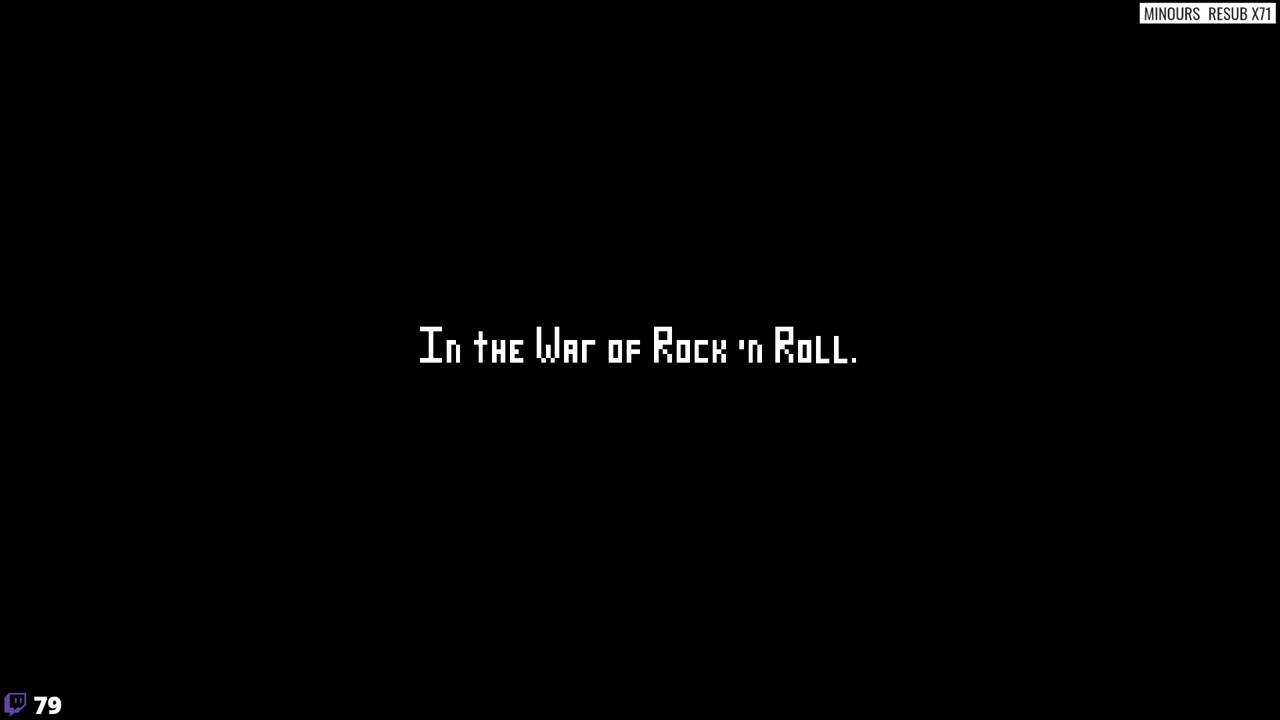 MINOURS RESUB X71
In the War of Rock 'n Roll.
79